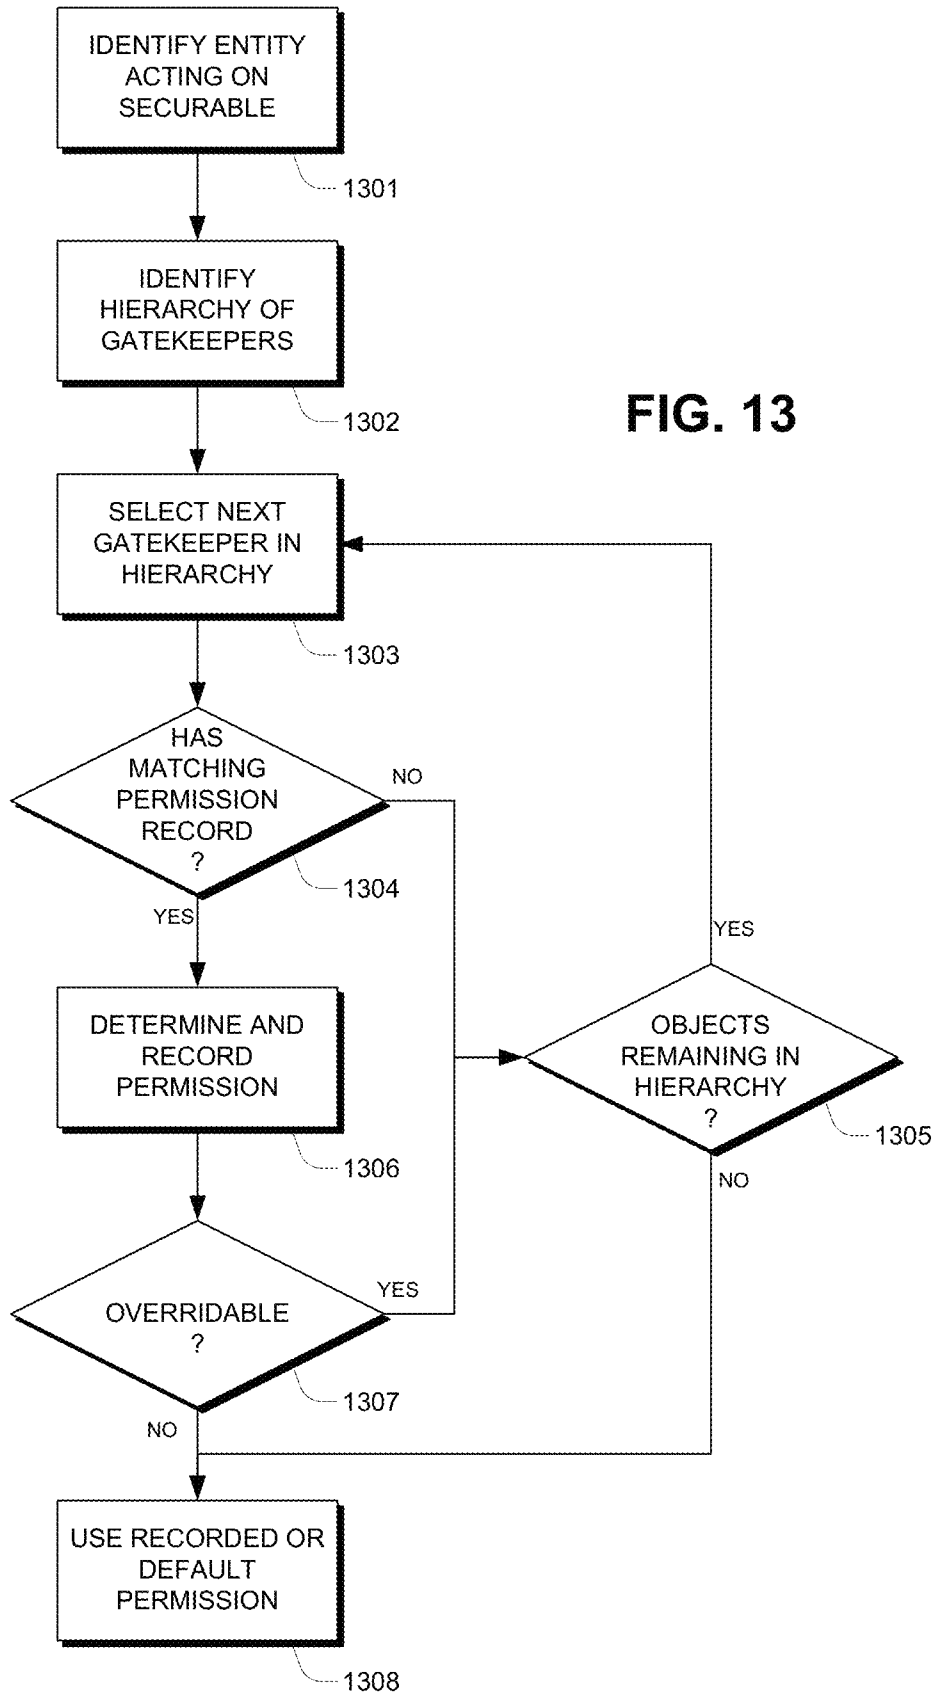 IDENTIFY ENTITY
ACTING ON
SECURABLE
1301
IDENTIFY
HIERARCHY OF
GATEKEEPERS
1302
FIG. 13
SELECT NEXT
GATEKEEPER IN
HIERARCHY
1303
HAS
MATCHING
PERMISSION
RECORD
?
NO
1304
YES
YES
DETERMINE AND
RECORD
PERMISSION
OBJECTS
REMAINING IN
HIERARCHY
?
1305
1306
NO
OVERRIDABLE
?
YES
1307
NO
USE RECORDED OR
DEFAULT
PERMISSION
1308